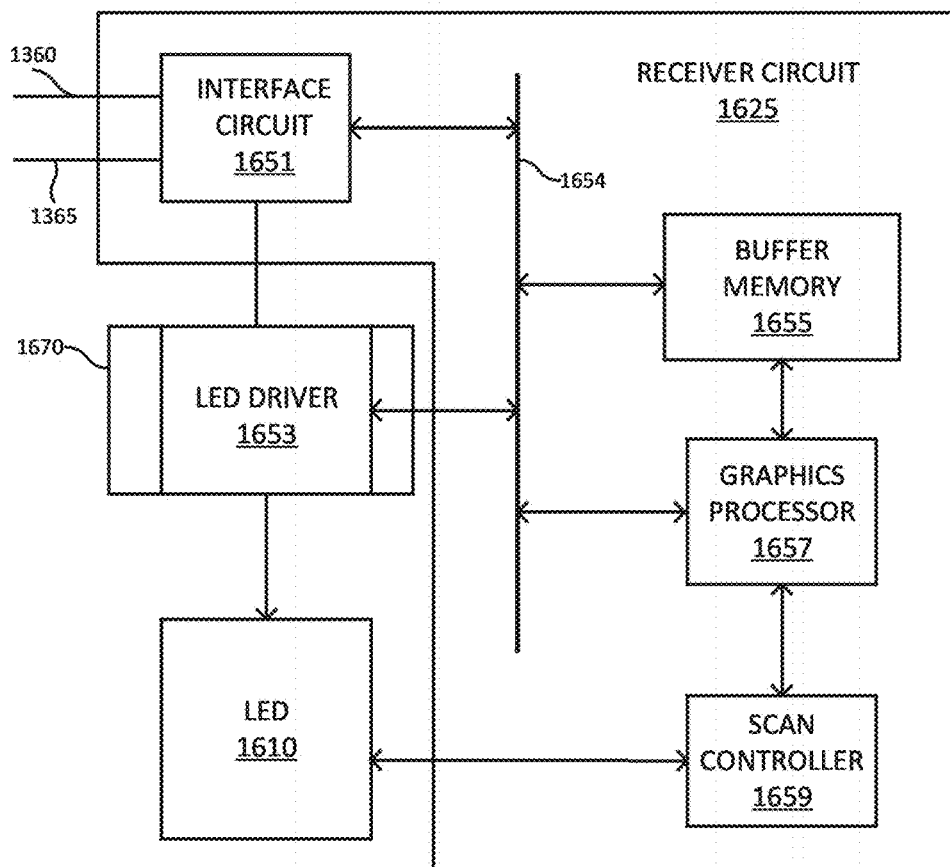 1360
INTERFACE
CIRCUIT
1651
RECEIVER CIRCUIT
1625
1365
1654
BUFFER
MEMORY
1655
1670
LED DRIVER
1653
GRAPHICS
PROCESSOR
1657
LED
1610
SCAN
CONTROLLER
1659